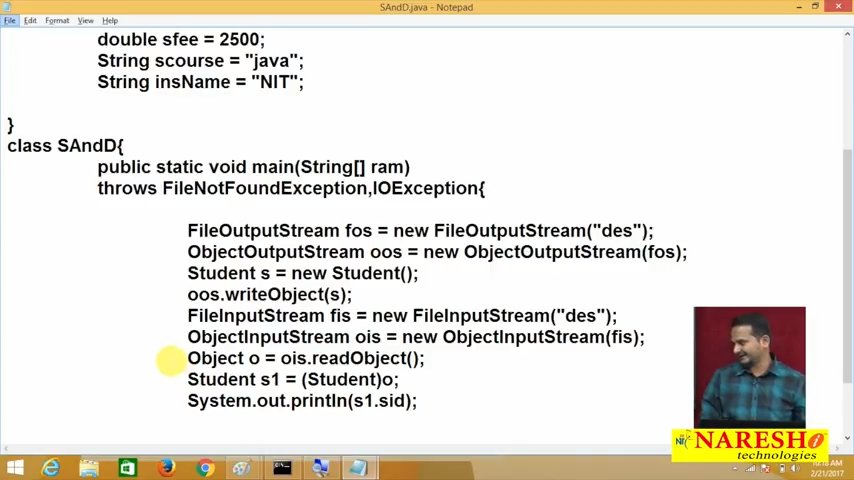 SAndD.java - Notepad
File Edit Format View Help
double sfee = 2500;
String scourse = "java";
String insName = "NIT";
}
class SAndD{
public static void main(String[] ram)
throws FileNotFoundException,IOException{
FileOutputStream fos = new FileOutputStream("des");
ObjectOutputStream oos = new ObjectOutputStream(fos);
Student s = new Student();
oos.writeObject(s);
FileInputStream fis = new FileInputStream("des");
ObjectInputStream ois = new ObjectInputStream(fis);
Object o = ois.readObject();
Student s1 = (Student)o;
System.out.println(s1.sid);
NARESH i
technologies
10:18 AM
2/21/2017